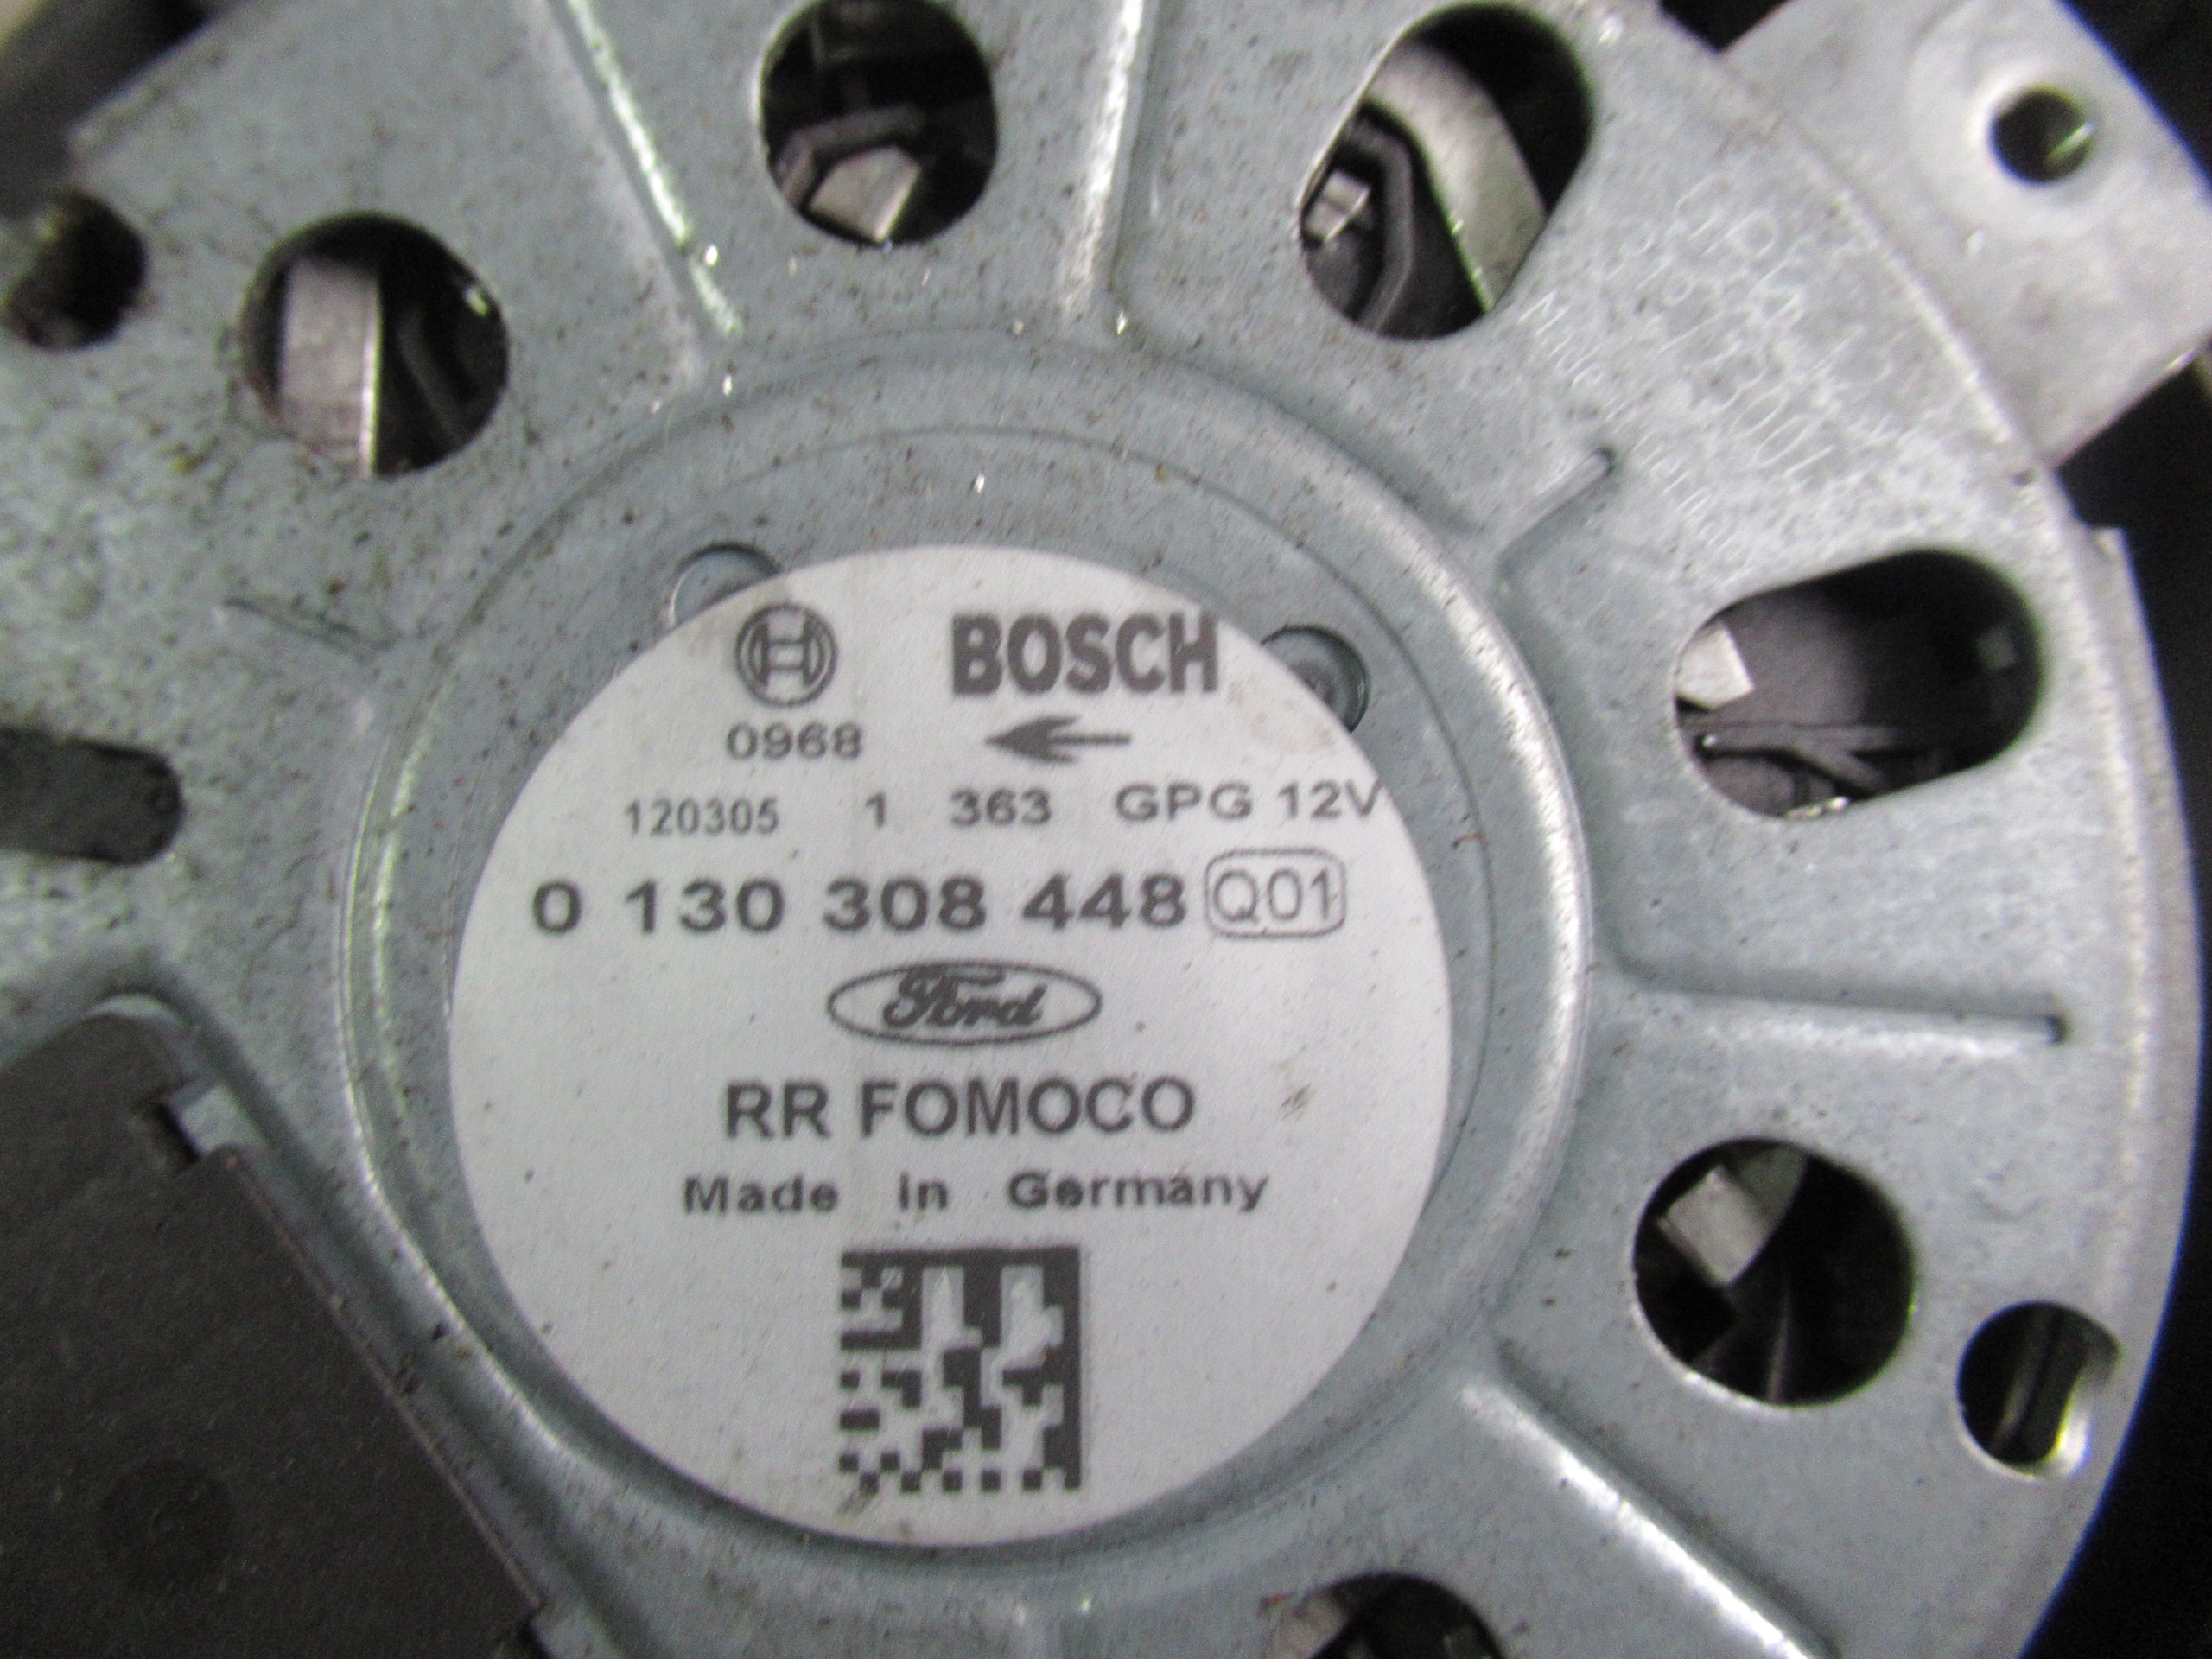 BOSCH
0968
120305 1 363 GPG 12V
0 130 308 448 Q01
Ford
RR FOMOCO
Made in Germany